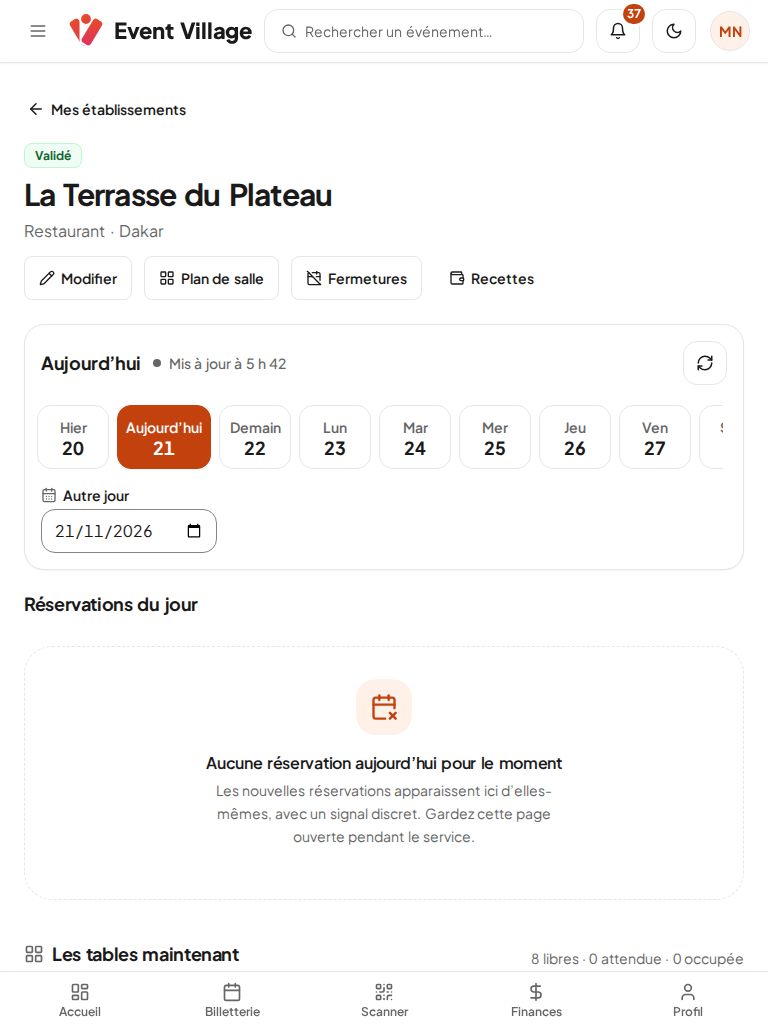 Event Village
Rechercher un événement…
37
MN
Mes établissements
Validé
La Terrasse du Plateau
Restaurant · Dakar
Modifier
Plan de salle
Fermetures
Recettes
Aujourd’hui
Mis à jour à 5 h 42
Hier
20
Aujourd’hui
21
Demain
22
Lun
23
Mar
24
Mer
25
Jeu
26
Ven
27
Autre jour
21/11/2026
Réservations du jour
Aucune réservation aujourd’hui pour le moment
Les nouvelles réservations apparaissent ici d’elles-
mêmes, avec un signal discret. Gardez cette page
ouverte pendant le service.
Les tables maintenant
8 libres · 0 attendue · 0 occupée
Accueil
Billetterie
Scanner
Finances
Profil